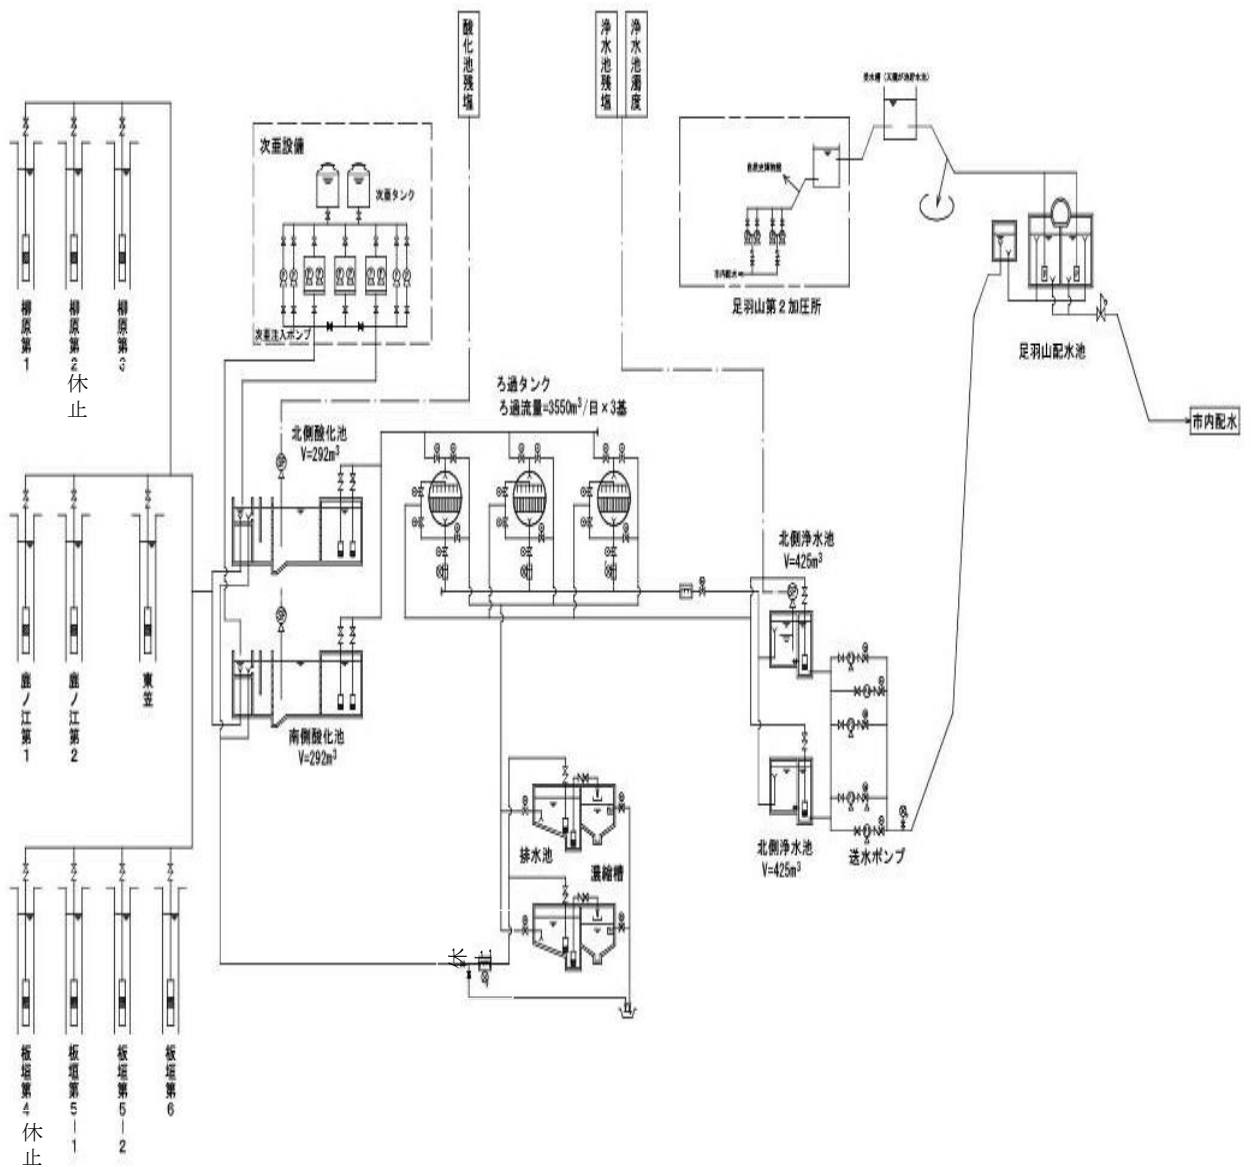 酸化池残塩
浄水池残塩
浄水池濁度
次亜設備
次亜タンク
次亜注入ポンプ
柳原第1
柳原第2
休止
柳原第3
市内配水
足羽山第2加圧所
足羽山配水池
市内配水
ろ過タンク
ろ過流量=3550m³/日×3基
北側酸化池
V=292m³
南側酸化池
V=292m³
鹿ノ江第1
鹿ノ江第2
東笠
北側浄水池
V=425m³
北側浄水池
V=425m³
送水ポンプ
排水池
濃縮槽
休止
板垣第4
休止
板垣第5-1
板垣第5-2
板垣第6